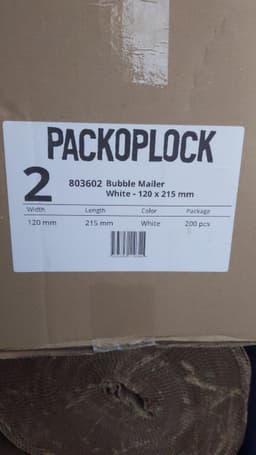 PACKOPLOCK
2
803602 Bubble Mailer
White - 120 x 215 mm
Width Length Color Package
120 mm 215 mm White 200 pcs